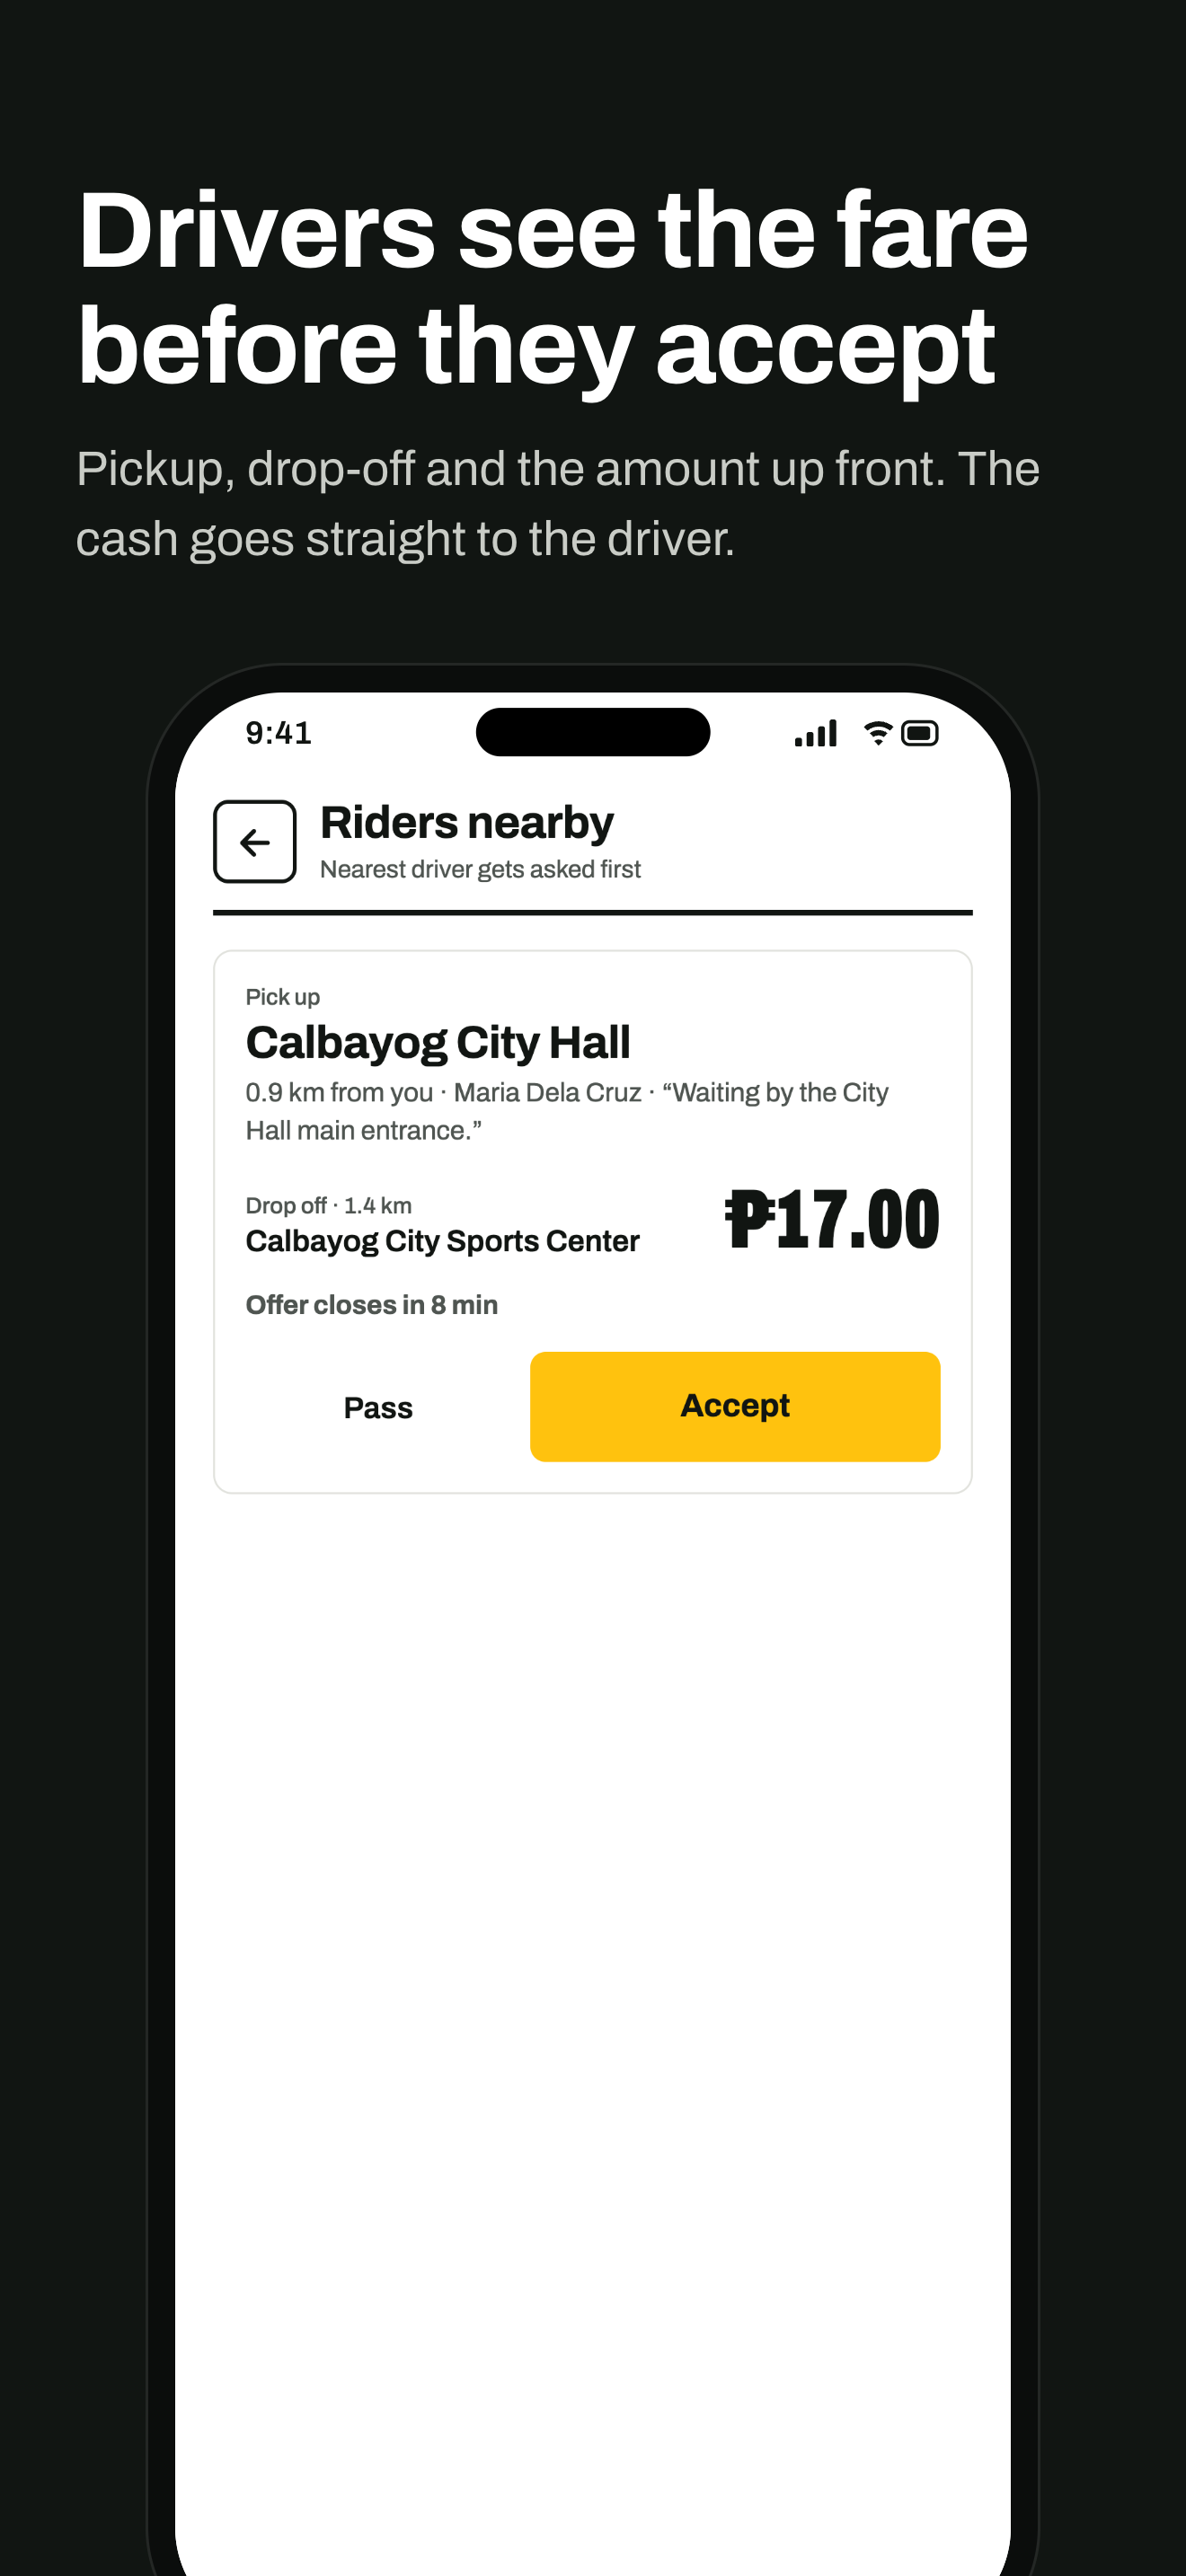 Drivers see the fare
before they accept
Pickup, drop-off and the amount up front. The
cash goes straight to the driver.
9:41
Riders nearby
Nearest driver gets asked first
Pick up
Calbayog City Hall
0.9 km from you · Maria Dela Cruz · “Waiting by the City
Hall main entrance.”
Drop off · 1.4 km
Calbayog City Sports Center
₱17.00
Offer closes in 8 min
Pass
Accept